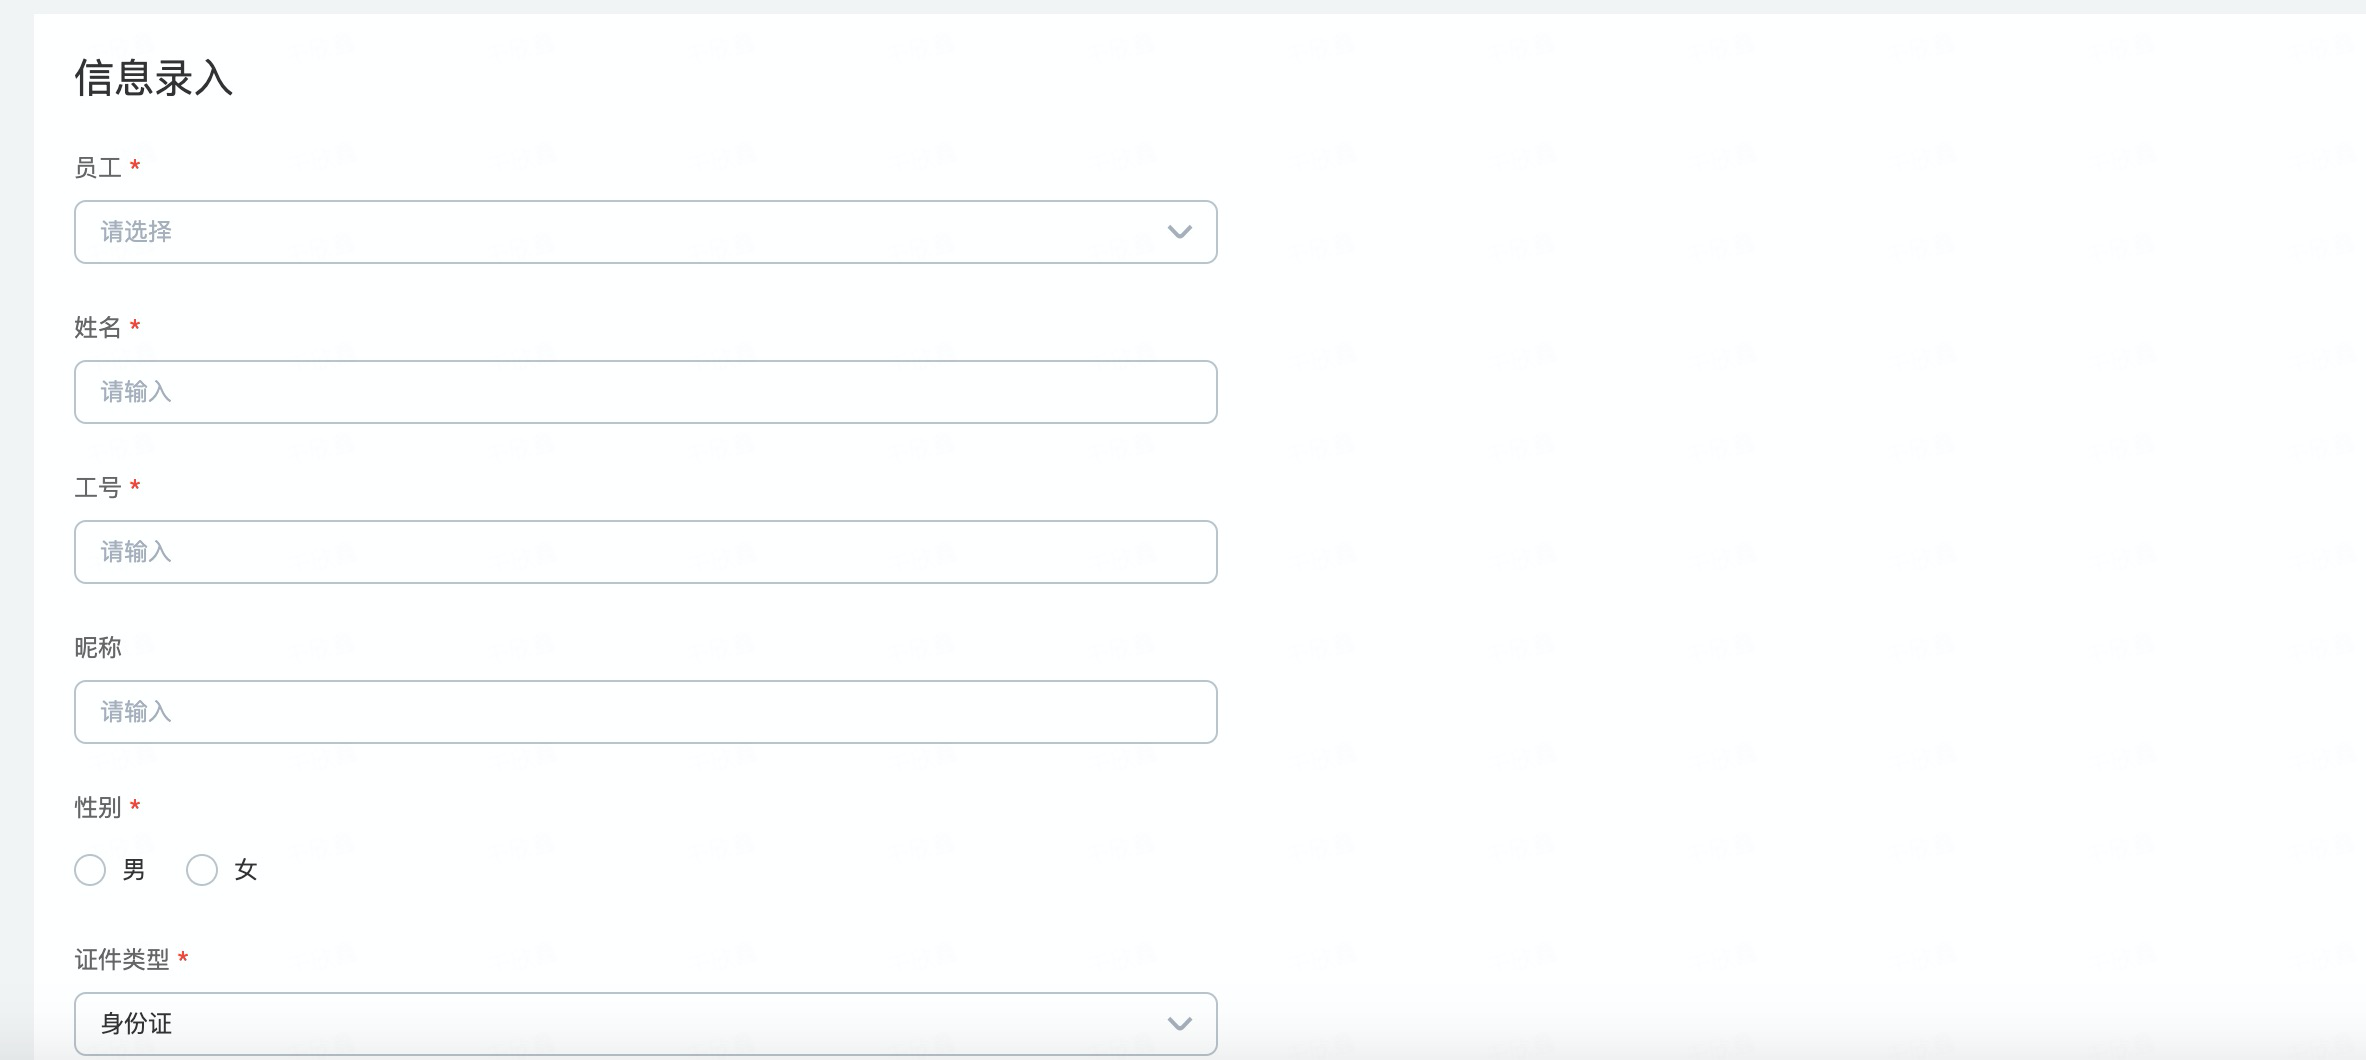 信息录入
员工 *
请选择
姓名 *
请输入
工号 *
请输入
昵称
请输入
性别 *
男 女
证件类型 *
身份证